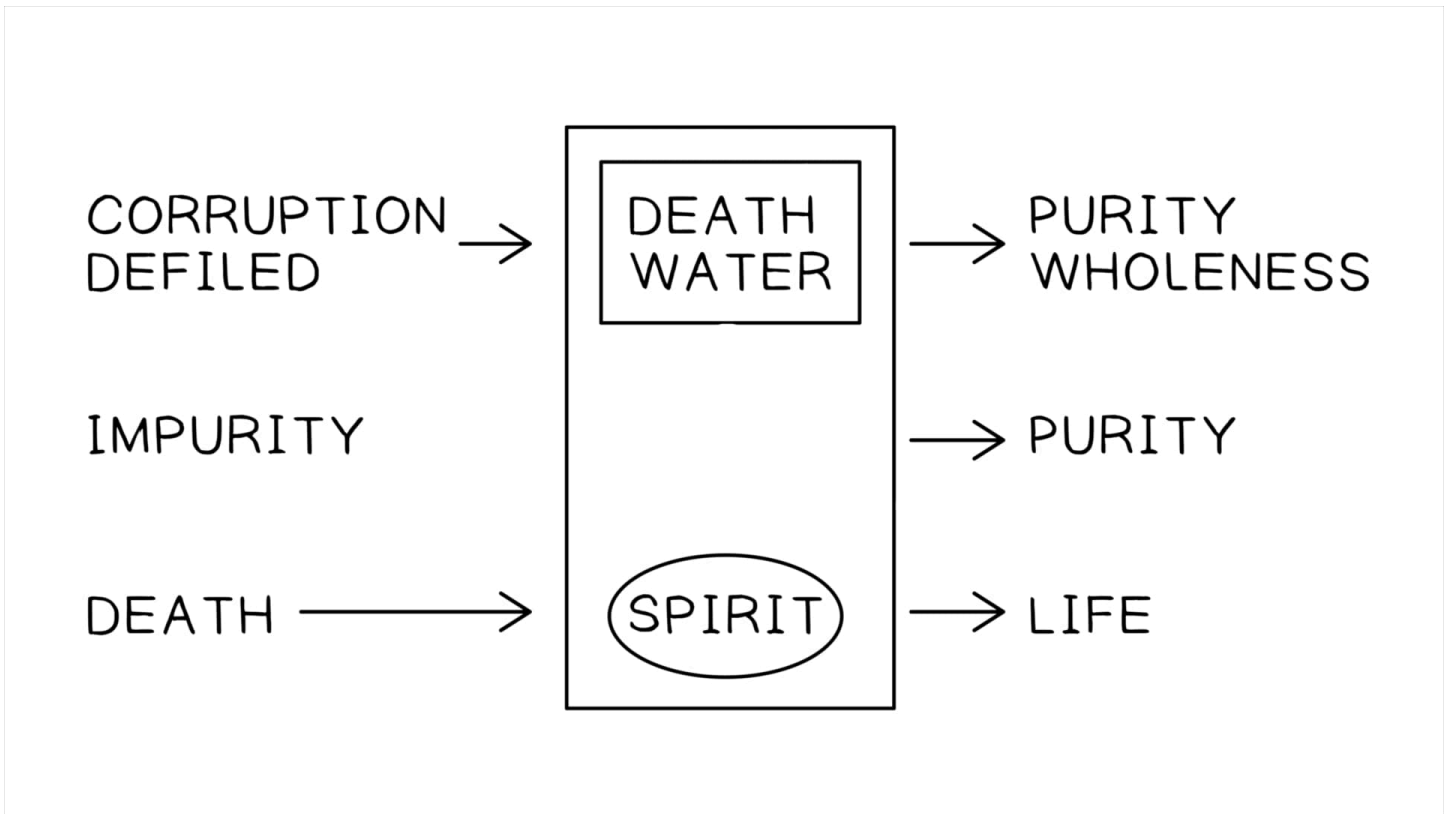 CORRUPTION
DEFILED
DEATH
WATER
PURITY
WHOLENESS
IMPURITY
PURITY
DEATH
SPIRIT
LIFE